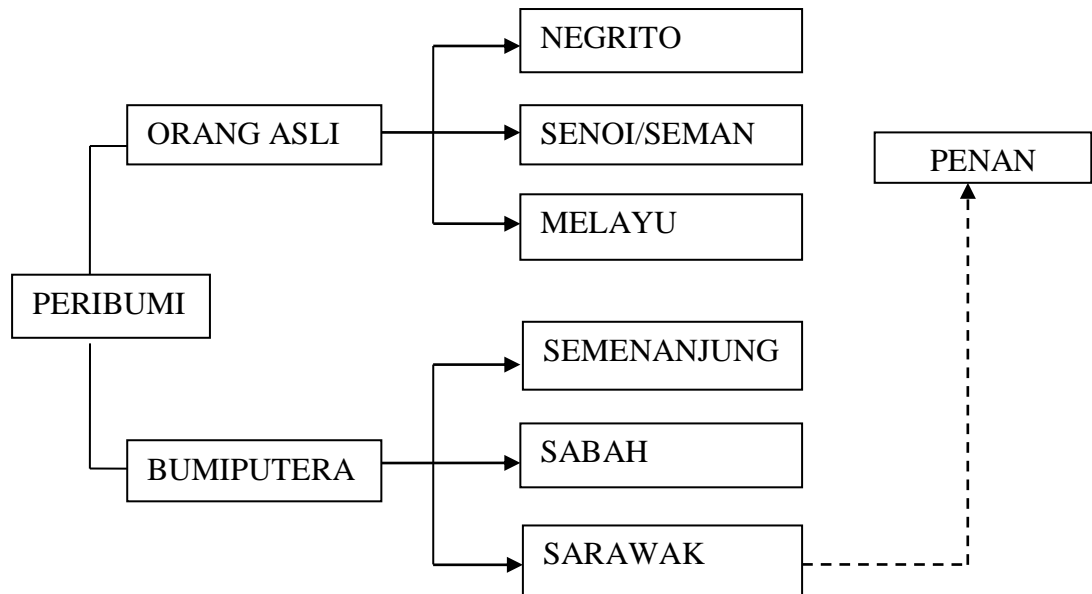 NEGRITO
ORANG ASLI
SENOI/SEMAN
PENAN
MELAYU
PERIBUMI
SEMENANJUNG
BUMIPUTERA
SABAH
SARAWAK